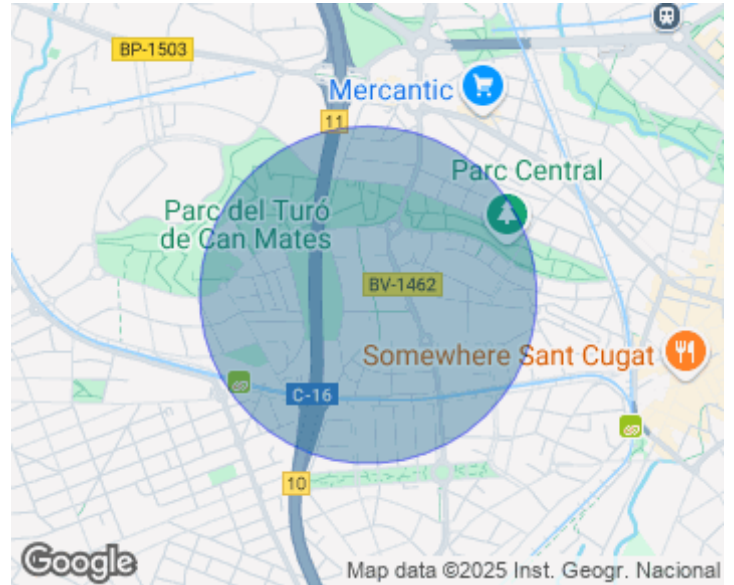 BP-1503
Mercantic
11
Parc Central
Parc del Turó
de Can Mates
BV-1462
Somewhere Sant Cugat
C-16
10
Google
Map data ©2025 Inst. Geogr. Nacional